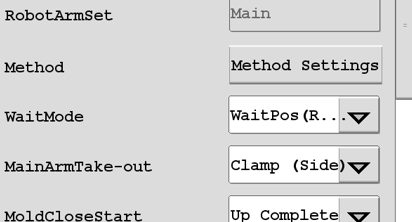 RobotArmSet Main
Method Method Settings
WaitMode WaitPos(R...
MainArmTake-out Clamp (Side)
MoldCloseStart Up Complete